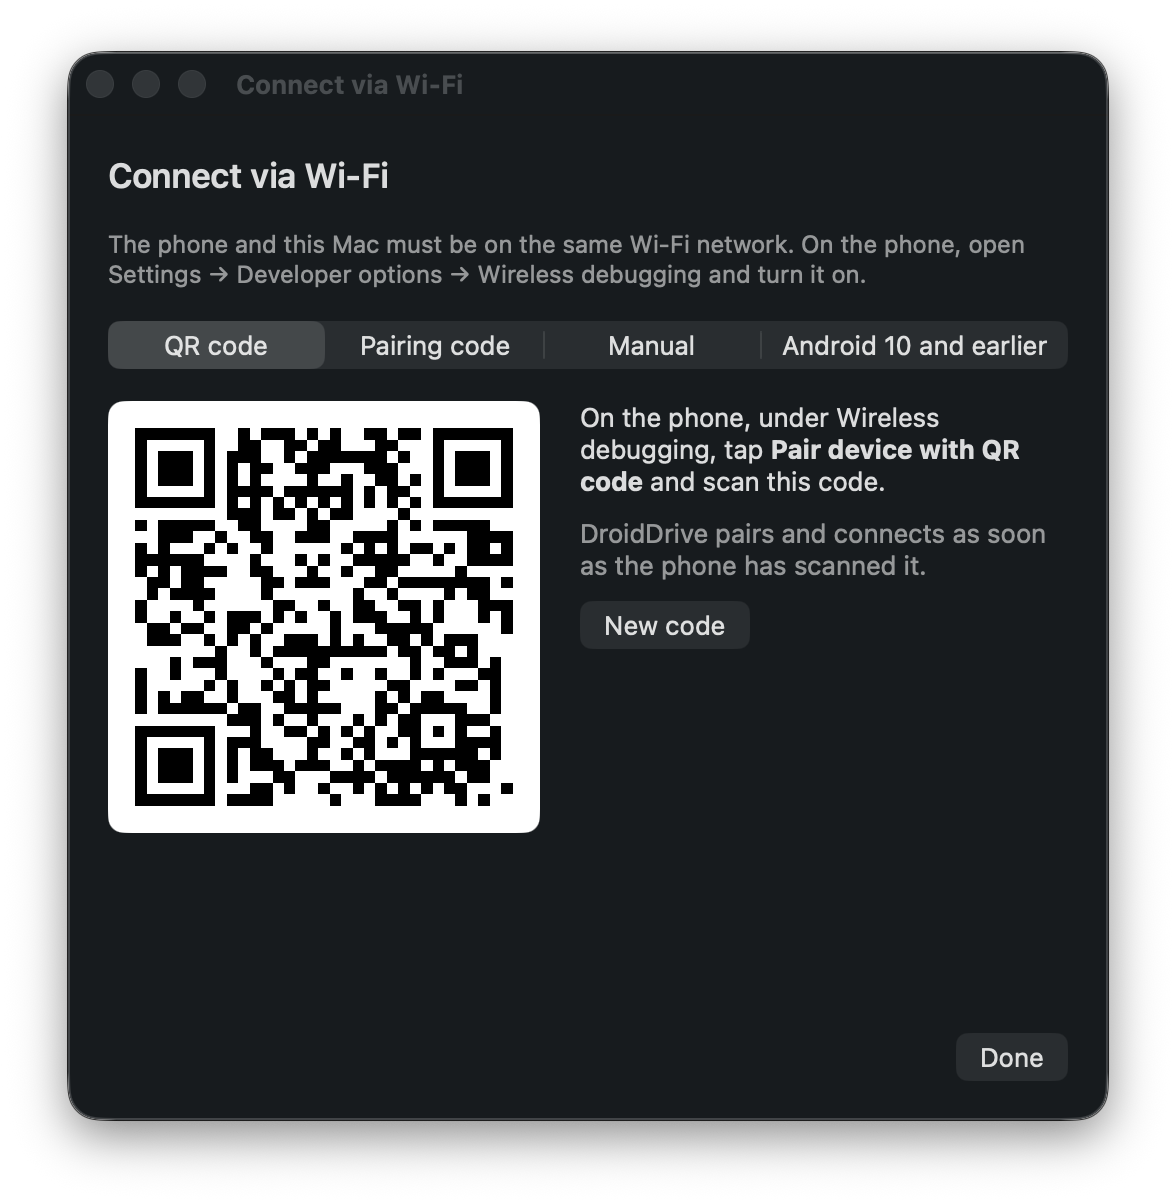 Connect via Wi-Fi
Connect via Wi-Fi
The phone and this Mac must be on the same Wi-Fi network. On the phone, open
Settings → Developer options → Wireless debugging and turn it on.
QR code
Pairing code
Manual
Android 10 and earlier
On the phone, under Wireless
debugging, tap Pair device with QR
code and scan this code.
DroidDrive pairs and connects as soon
as the phone has scanned it.
New code
Done